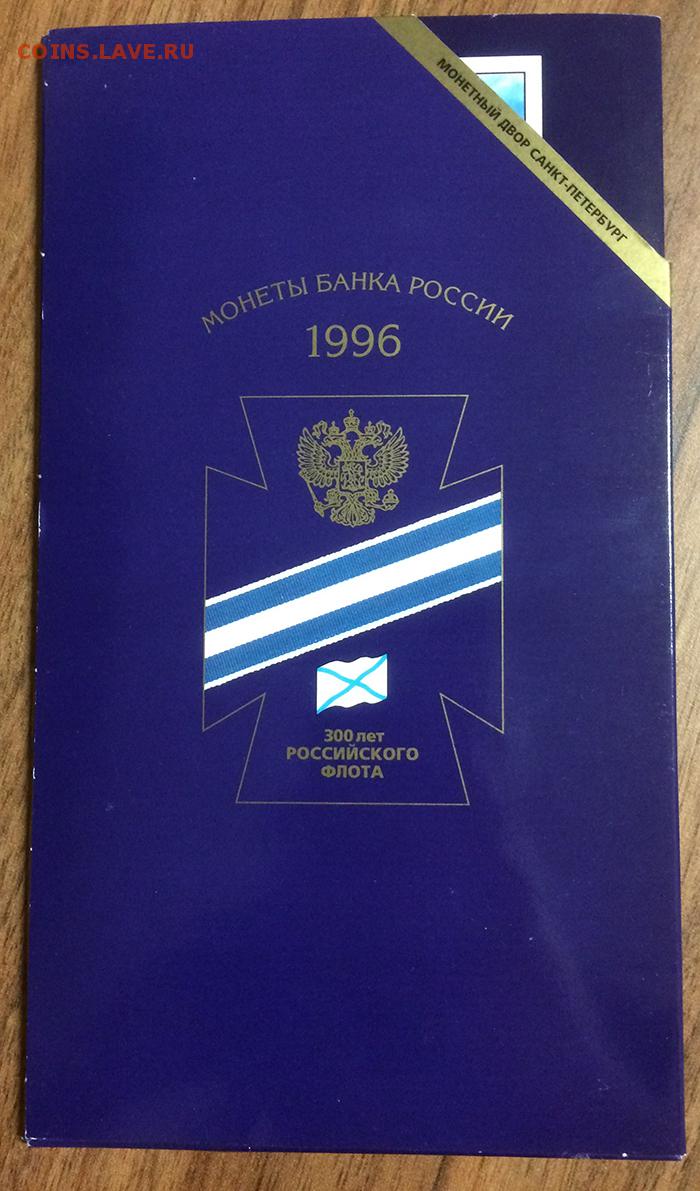 COINS.LAVE.RU
МОНЕТНЫЙ ДВОР САНКТ-ПЕТЕРБУРГ
МОНЕТЫ БАНКА РОССИИ
1996
300 лет
РОССИЙСКОГО
ФЛОТА